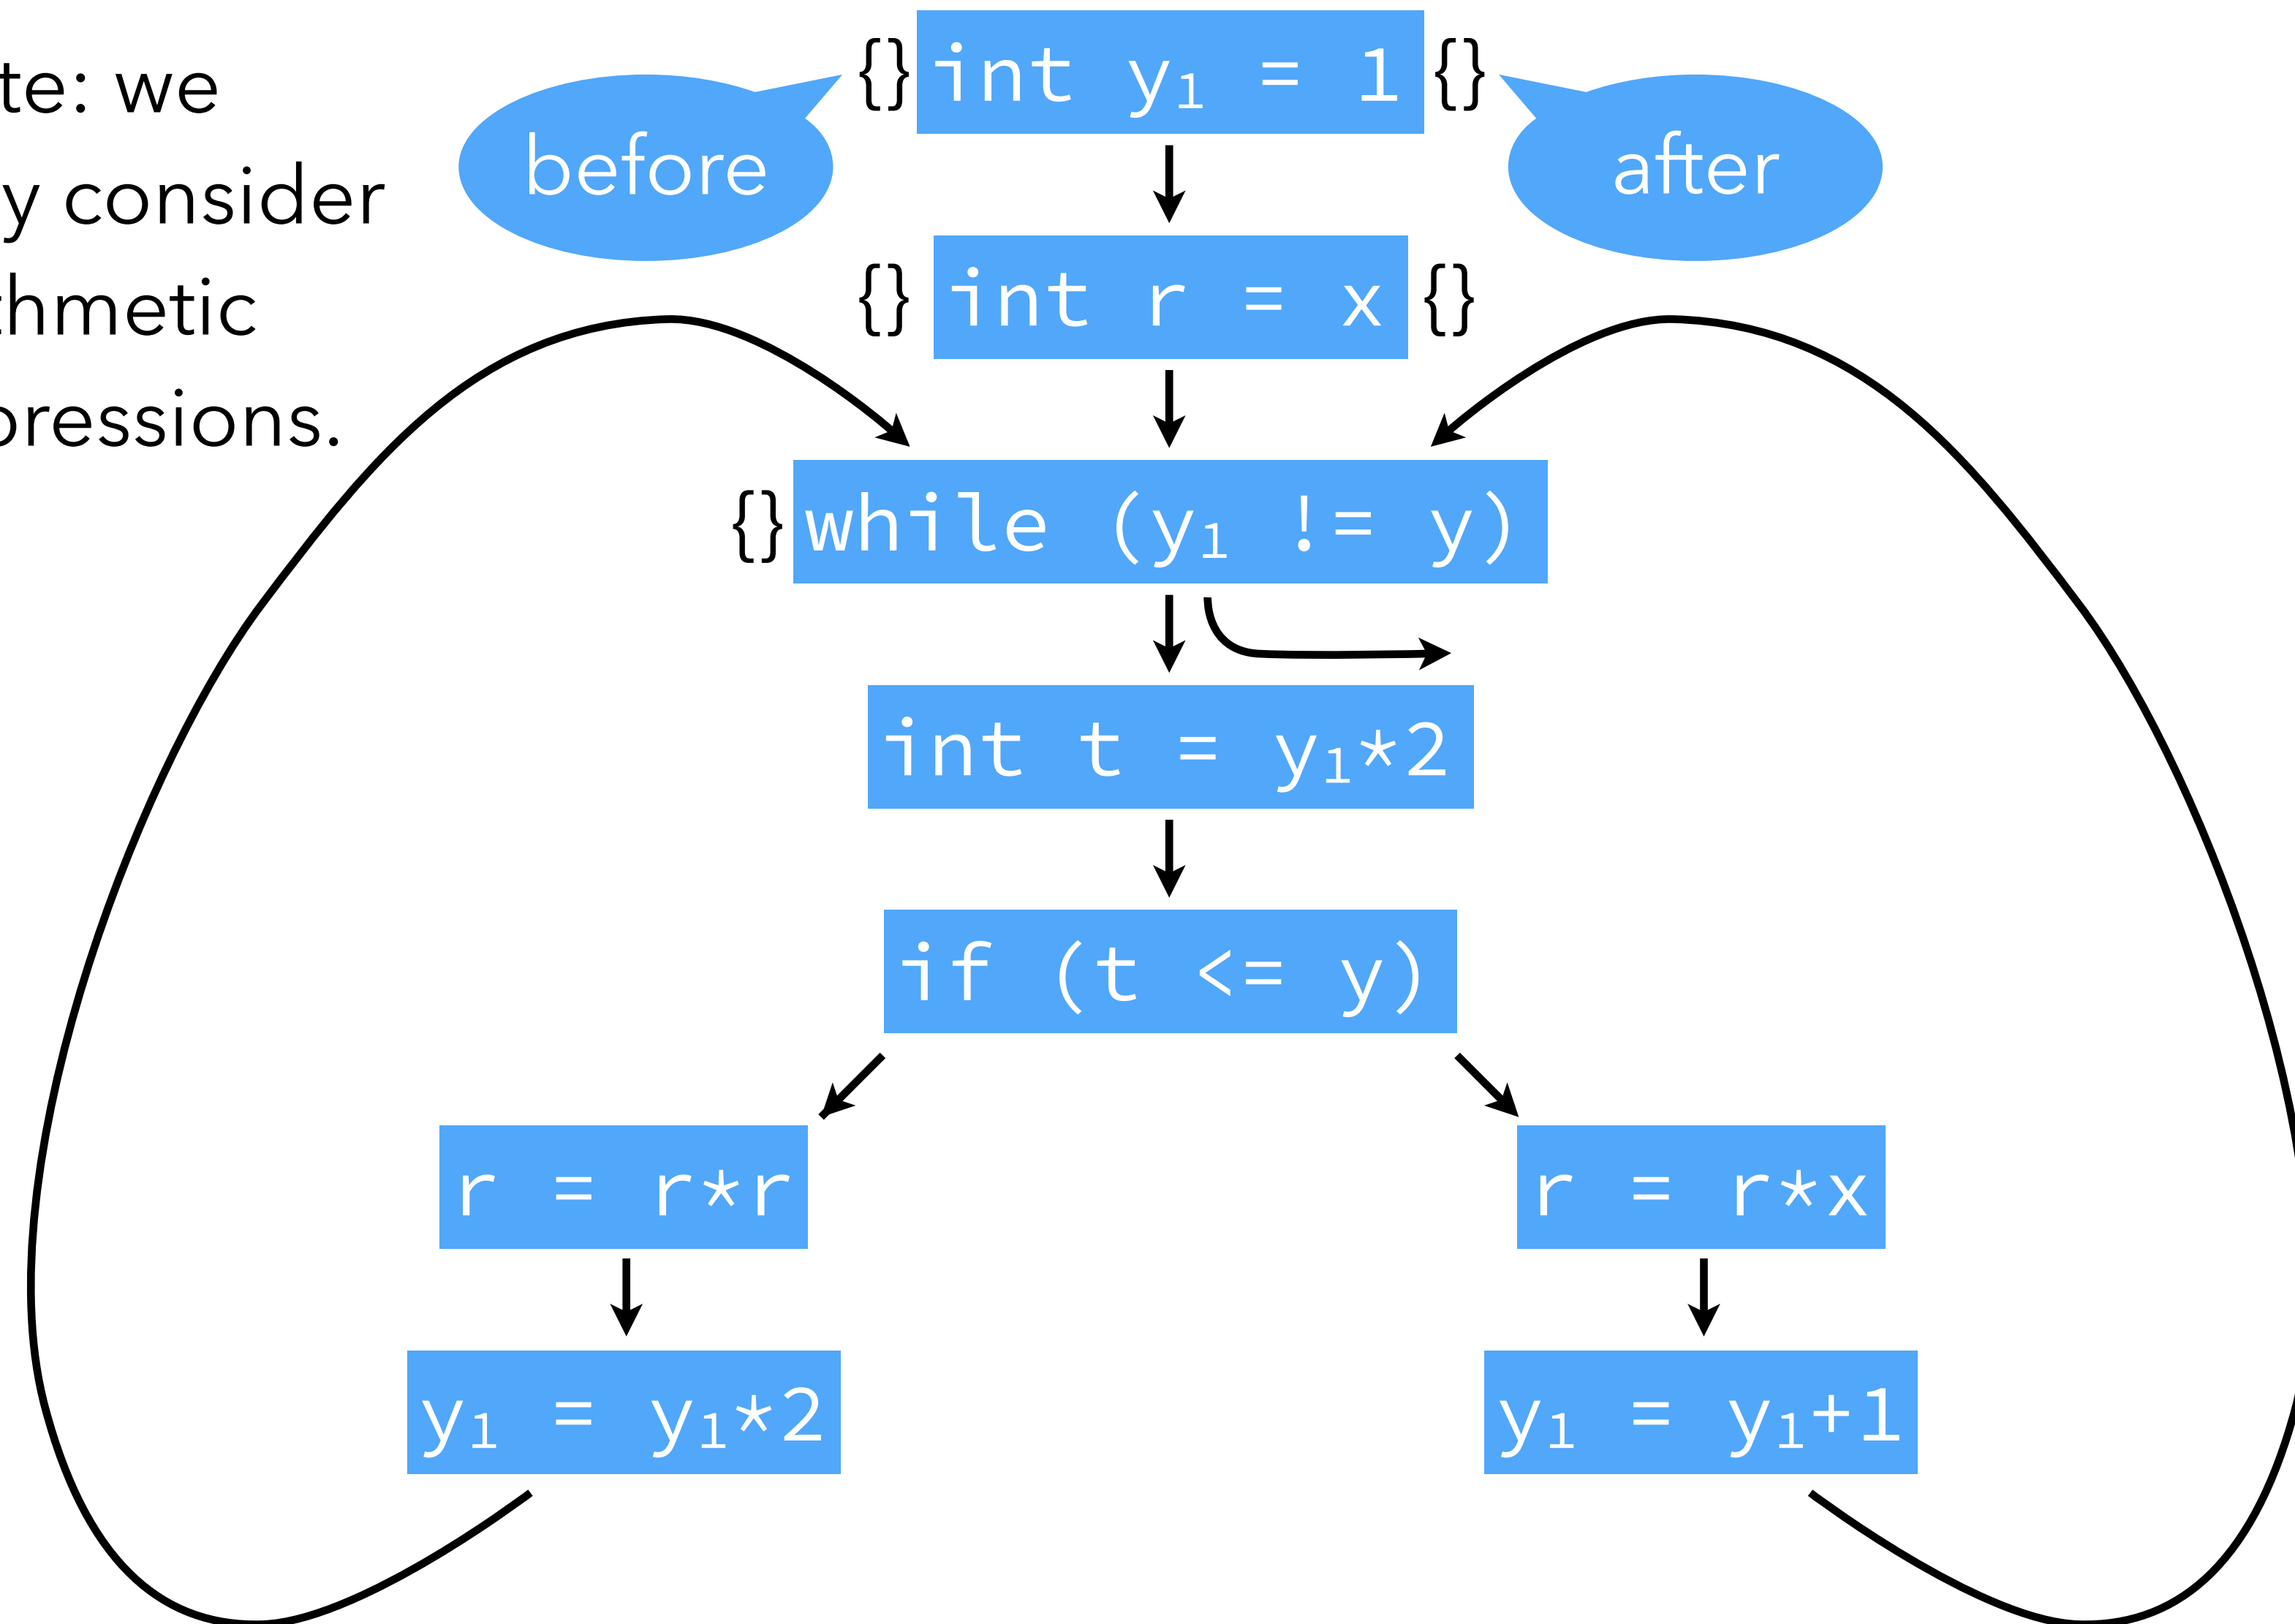 te: we
y consider
hmetic
ressions.
before
{} int y₁ = 1 {}
after
{} int r = x {}
{} while (y₁ != y)
int t = y₁*2
if (t <= y)
r = r*r
r = r*x
y₁ = y₁*2
y₁ = y₁+1